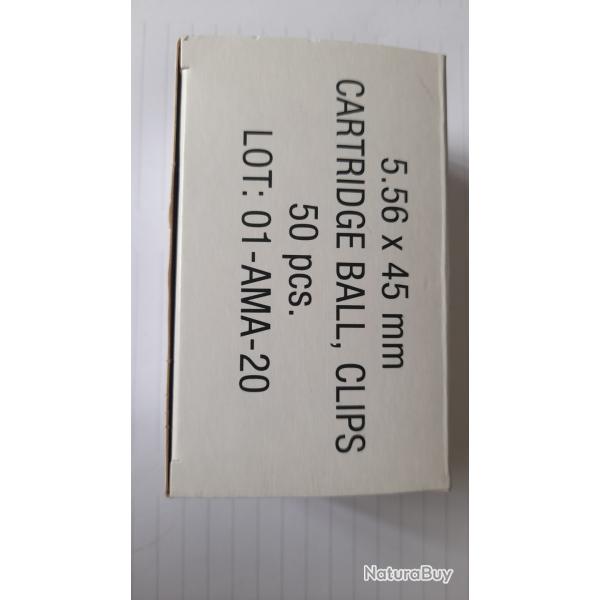 5.56 x 45 mm
CARTRIDGE BALL, CLIPS
50 pcs.
LOT: 01-AMA-20
NaturaBuy